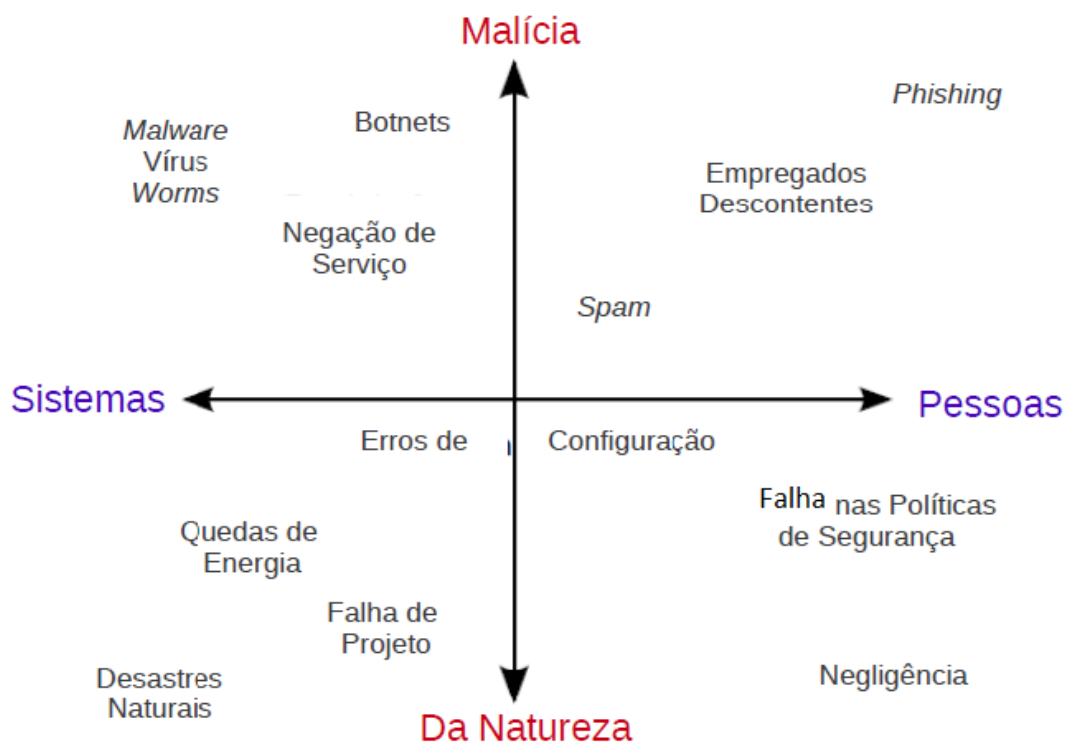 Malícia
Phishing
Botnets
Malware
Vírus
Worms
Empregados
Descontentes
Negação de
Serviço
Spam
Sistemas
Pessoas
Erros de Configuração
Falha nas Políticas
de Segurança
Quedas de
Energia
Falha de
Projeto
Desastres
Naturais
Negligência
Da Natureza